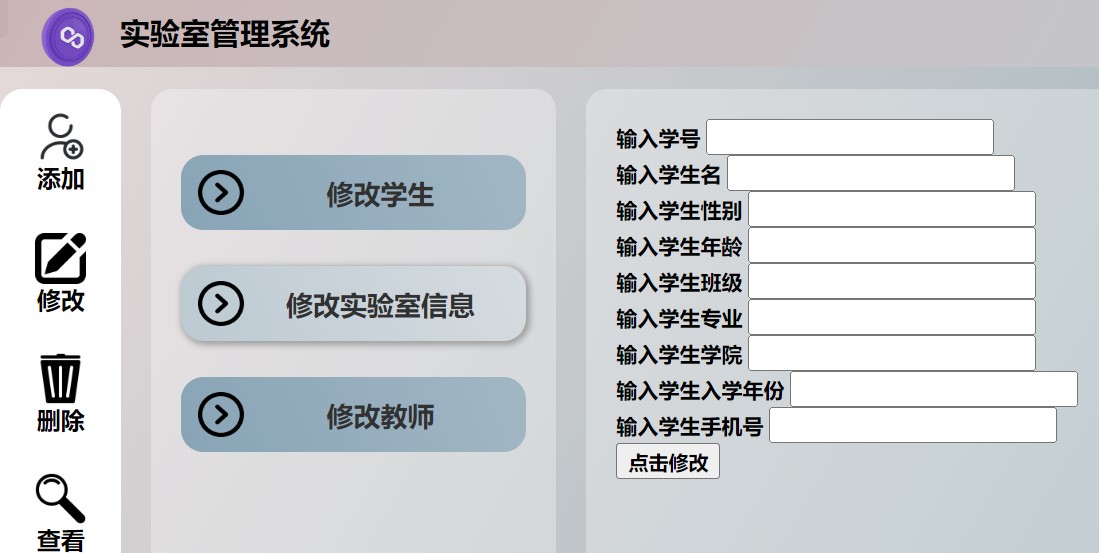 实验室管理系统
添加
修改
删除
查看
修改学生
修改实验室信息
修改教师
输入学号
输入学生名
输入学生性别
输入学生年龄
输入学生班级
输入学生专业
输入学生学院
输入学生入学年份
输入学生手机号
点击修改